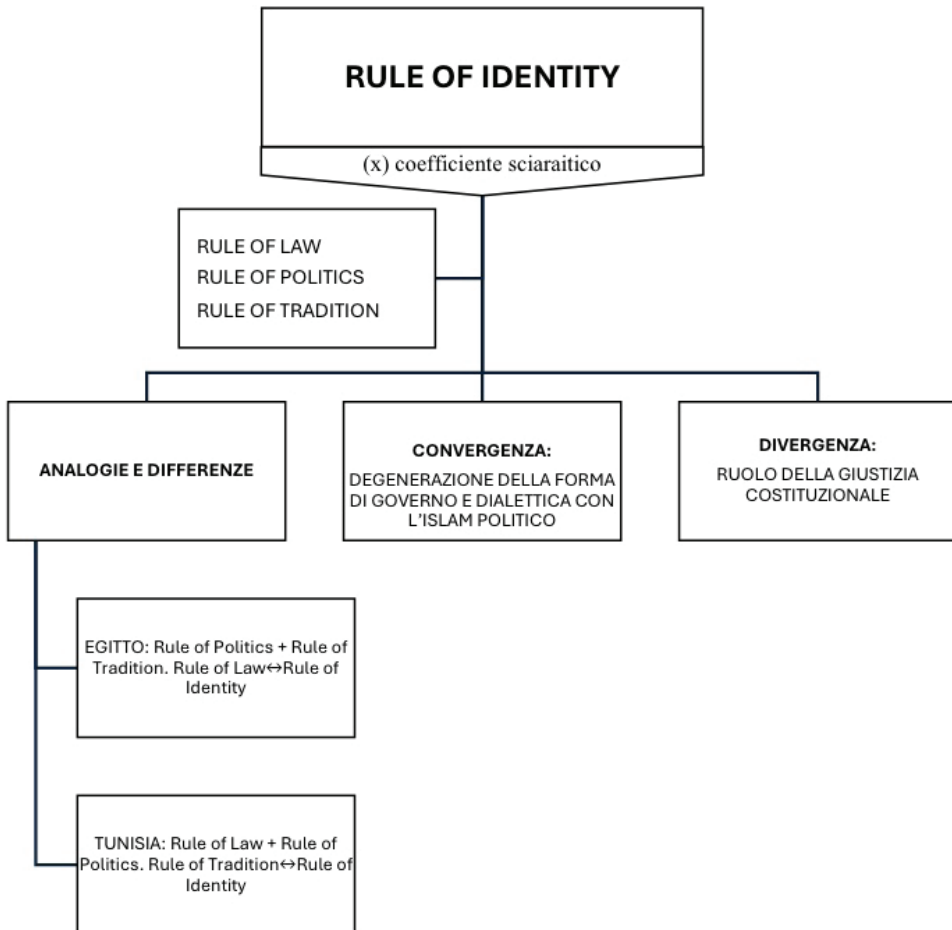 RULE OF IDENTITY
(x) coefficiente sciaraitico
RULE OF LAW
RULE OF POLITICS
RULE OF TRADITION
ANALOGIE E DIFFERENZE
CONVERGENZA:
DEGENERAZIONE DELLA FORMA
DI GOVERNO E DIALETTICA CON
L'ISLAM POLITICO
DIVERGENZA:
RUOLO DELLA GIUSTIZIA
COSTITUZIONALE
EGITTO: Rule of Politics + Rule of
Tradition. Rule of Law↔Rule of
Identity
TUNISIA: Rule of Law + Rule of
Politics. Rule of Tradition↔Rule of
Identity